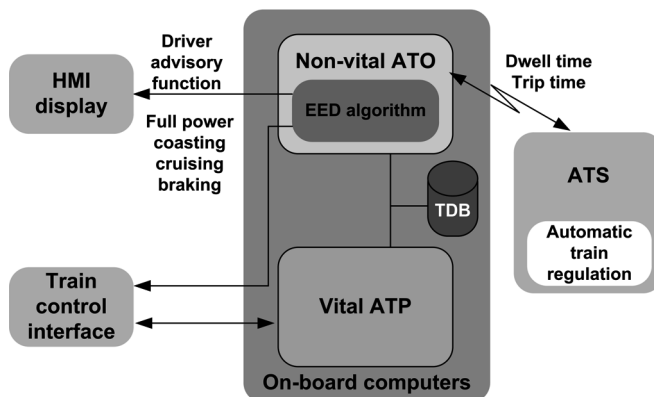 HMI
display
Driver
advisory
function
Full power
coasting
cruising
braking
Non-vital ATO
EED algorithm
Dwell time
Trip time
ATS
Automatic
train
regulation
TDB
Train
control
interface
Vital ATP
On-board computers